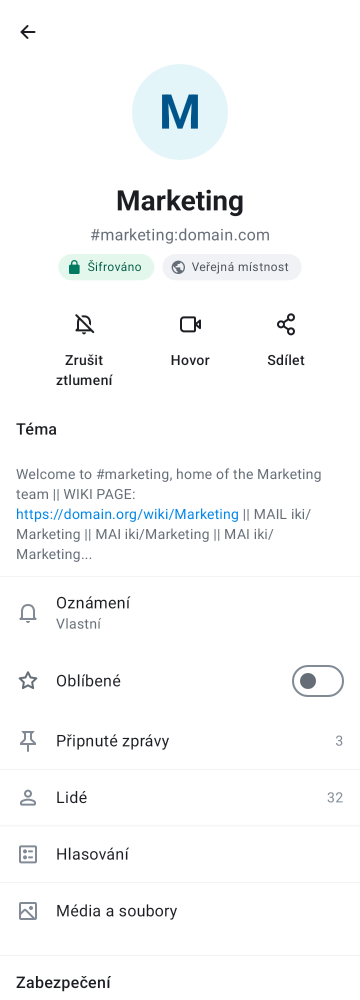 M
Marketing
#marketing:domain.com
Šifrováno
Veřejná místnost
Zrušit
ztlumení
Hovor
Sdílet
Téma
Welcome to #marketing, home of the Marketing
team || WIKI PAGE:
https://domain.org/wiki/Marketing || MAIL iki/
Marketing || MAI iki/Marketing || MAI iki/
Marketing...
Oznámení
Vlastní
Oblíbené
Připnuté zprávy 3
Lidé 32
Hlasování
Média a soubory
Zabezpečení